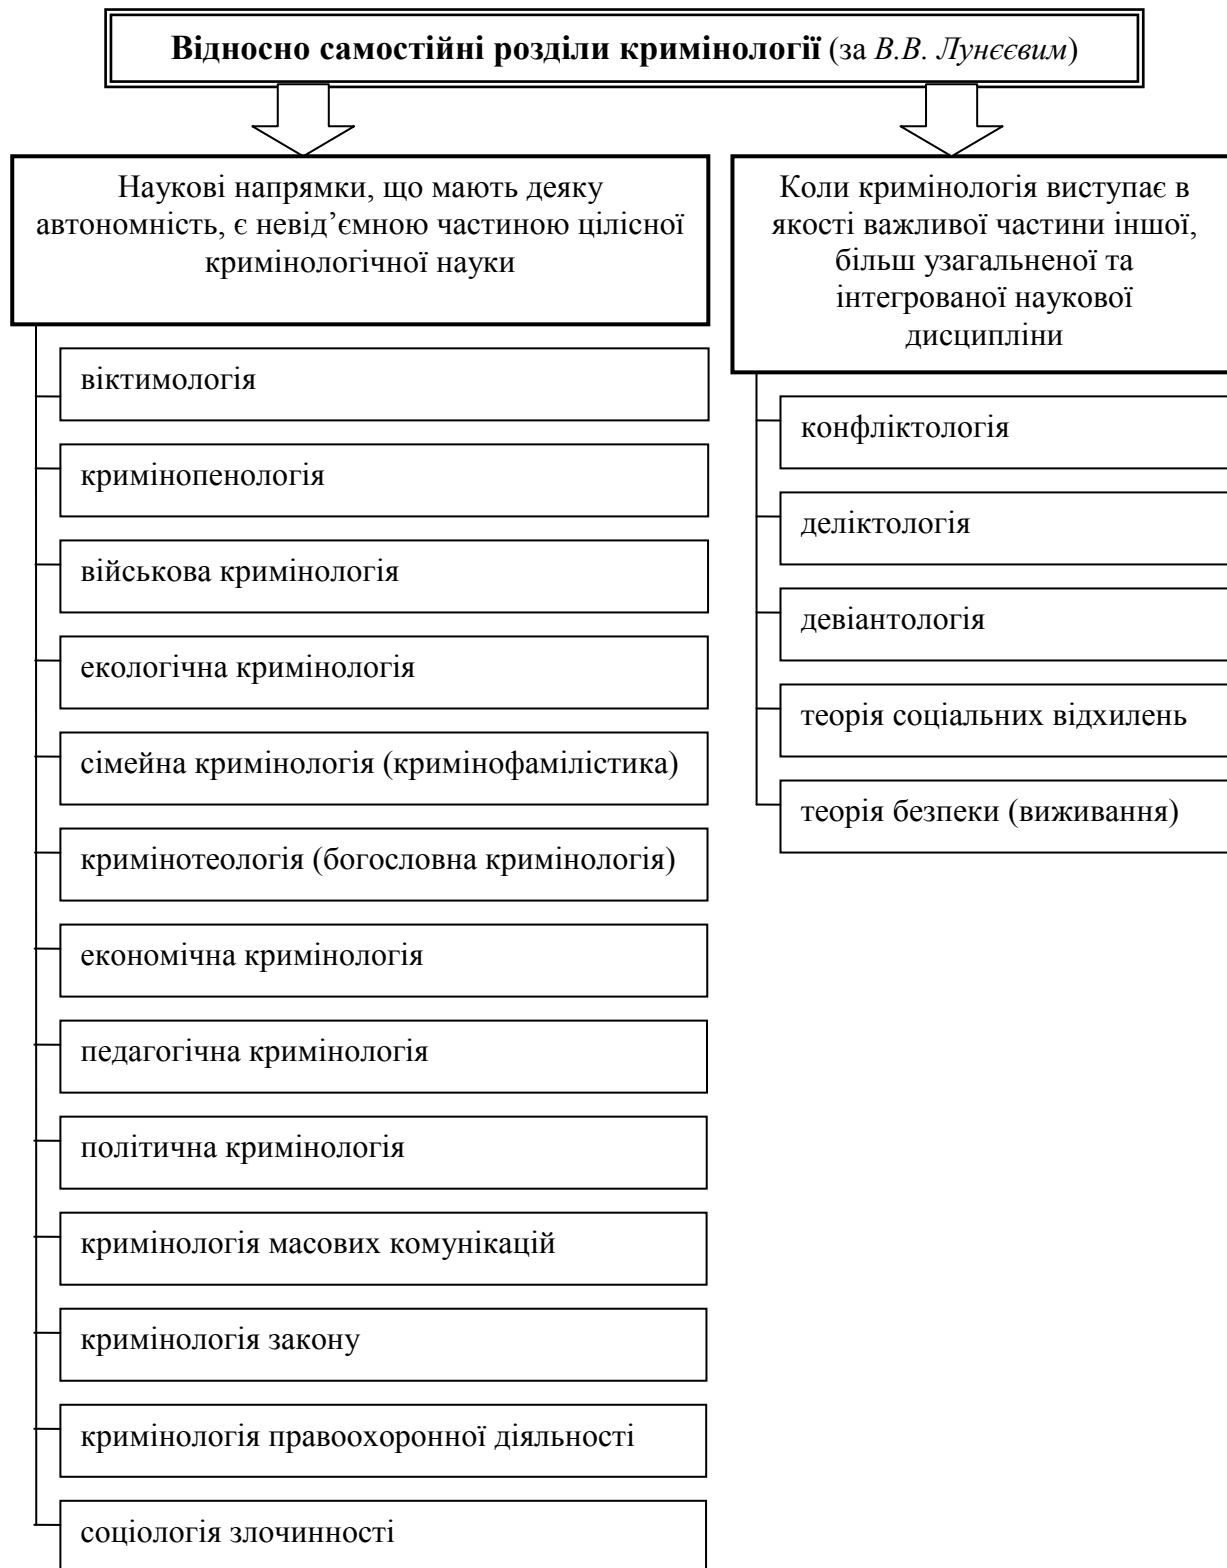 Відносно самостійні розділи кримінології (за В.В. Лунєєвим)
Наукові напрямки, що мають деяку
автономність, є невід’ємною частиною цілісної
кримінологічної науки
віктимологія
кримінопенологія
військова кримінологія
екологічна кримінологія
сімейна кримінологія (кримінофамілістика)
кримінотеологія (богословна кримінологія)
економічна кримінологія
педагогічна кримінологія
політична кримінологія
кримінологія масових комунікацій
кримінологія закону
кримінологія правоохоронної діяльності
соціологія злочинності
Коли кримінологія виступає в
якості важливої частини іншої,
більш узагальненої та
інтегрованої наукової
дисципліни
конфліктологія
деліктологія
девіантологія
теорія соціальних відхилень
теорія безпеки (виживання)